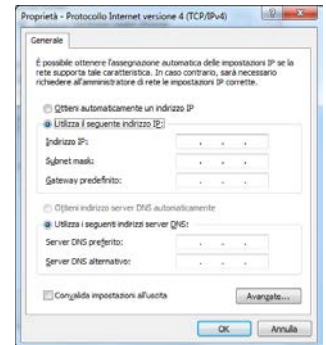 Proprietà - Protocollo Internet versione 4 (TCP/IPv4)
Generale
È possibile ottenere l'assegnazione automatica delle impostazioni IP se la
rete supporta tale caratteristica. In caso contrario, sarà necessario
richiedere all'amministratore di rete le impostazioni IP corrette.
Ottieni automaticamente un indirizzo IP
Utilizza il seguente indirizzo IP:
Indirizzo IP:
Subnet mask:
Gateway predefinito:
Ottieni indirizzo server DNS automaticamente
Utilizza i seguenti indirizzi server DNS:
Server DNS preferito:
Server DNS alternativo:
Convalida impostazioni all'uscita
Avanzate...
OK
Annulla